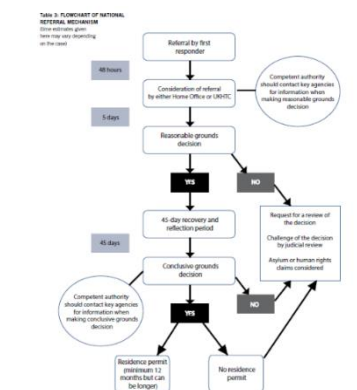 Table 3: FLOWCHART OF NATIONAL
REFERRAL MECHANISM
(time estimates given
here may vary depending
on the case)
Referral by first
responder
48 hours
Consideration of referral
by either Home Office or UKHTC
Competent authority
should contact key agencies
for information when
making reasonable grounds
decision
5 days
Reasonable grounds
decision
YES
NO
45-day recovery and
reflection period
Request for a review of
the decision
Challenge of the decision
by judicial review
Asylum or human rights
claims considered
45 days
Conclusive grounds
decision
Competent authority
should contact key agencies
for information when
making conclusive grounds
decision
YES
NO
Residence permit
(minimum 12
months but can
be longer)
No residence
permit